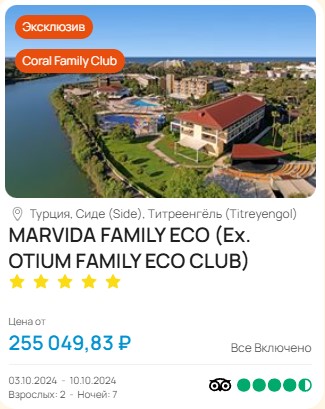 Эксклюзив
Coral Family Club
Турция, Сиде (Side), Титреенгёль (Titreyengol)
MARVIDA FAMILY ECO (Ex.
OTIUM FAMILY ECO CLUB)
Цена от
255 049,83 ₽
Все Включено
03.10.2024 - 10.10.2024
Взрослых: 2 - Ночей: 7